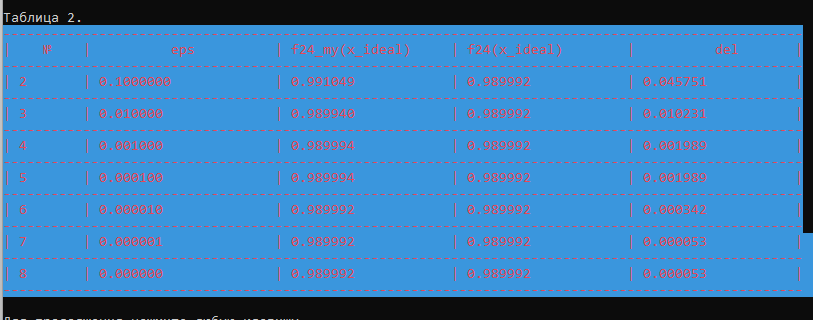 Таблица 2.
| № | eps | f24_my(x_ideal) | f24(x_ideal) | del |
| 2 | 0.1000000 | 0.991049 | 0.989992 | 0.045751 |
| 3 | 0.010000 | 0.989940 | 0.989992 | 0.010231 |
| 4 | 0.001000 | 0.989994 | 0.989992 | 0.001989 |
| 5 | 0.000100 | 0.989994 | 0.989992 | 0.001989 |
| 6 | 0.000010 | 0.989992 | 0.989992 | 0.000342 |
| 7 | 0.000001 | 0.989992 | 0.989992 | 0.000053 |
| 8 | 0.000000 | 0.989992 | 0.989992 | 0.000053 |
Для продолжения нажмите любую клавишу